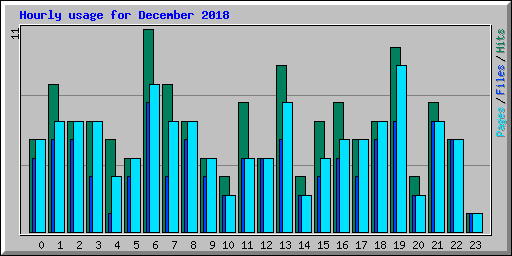 Hourly usage for December 2018
11
Pages/Files/Hits
0 1 2 3 4 5 6 7 8 9 10 11 12 13 14 15 16 17 18 19 20 21 22 23